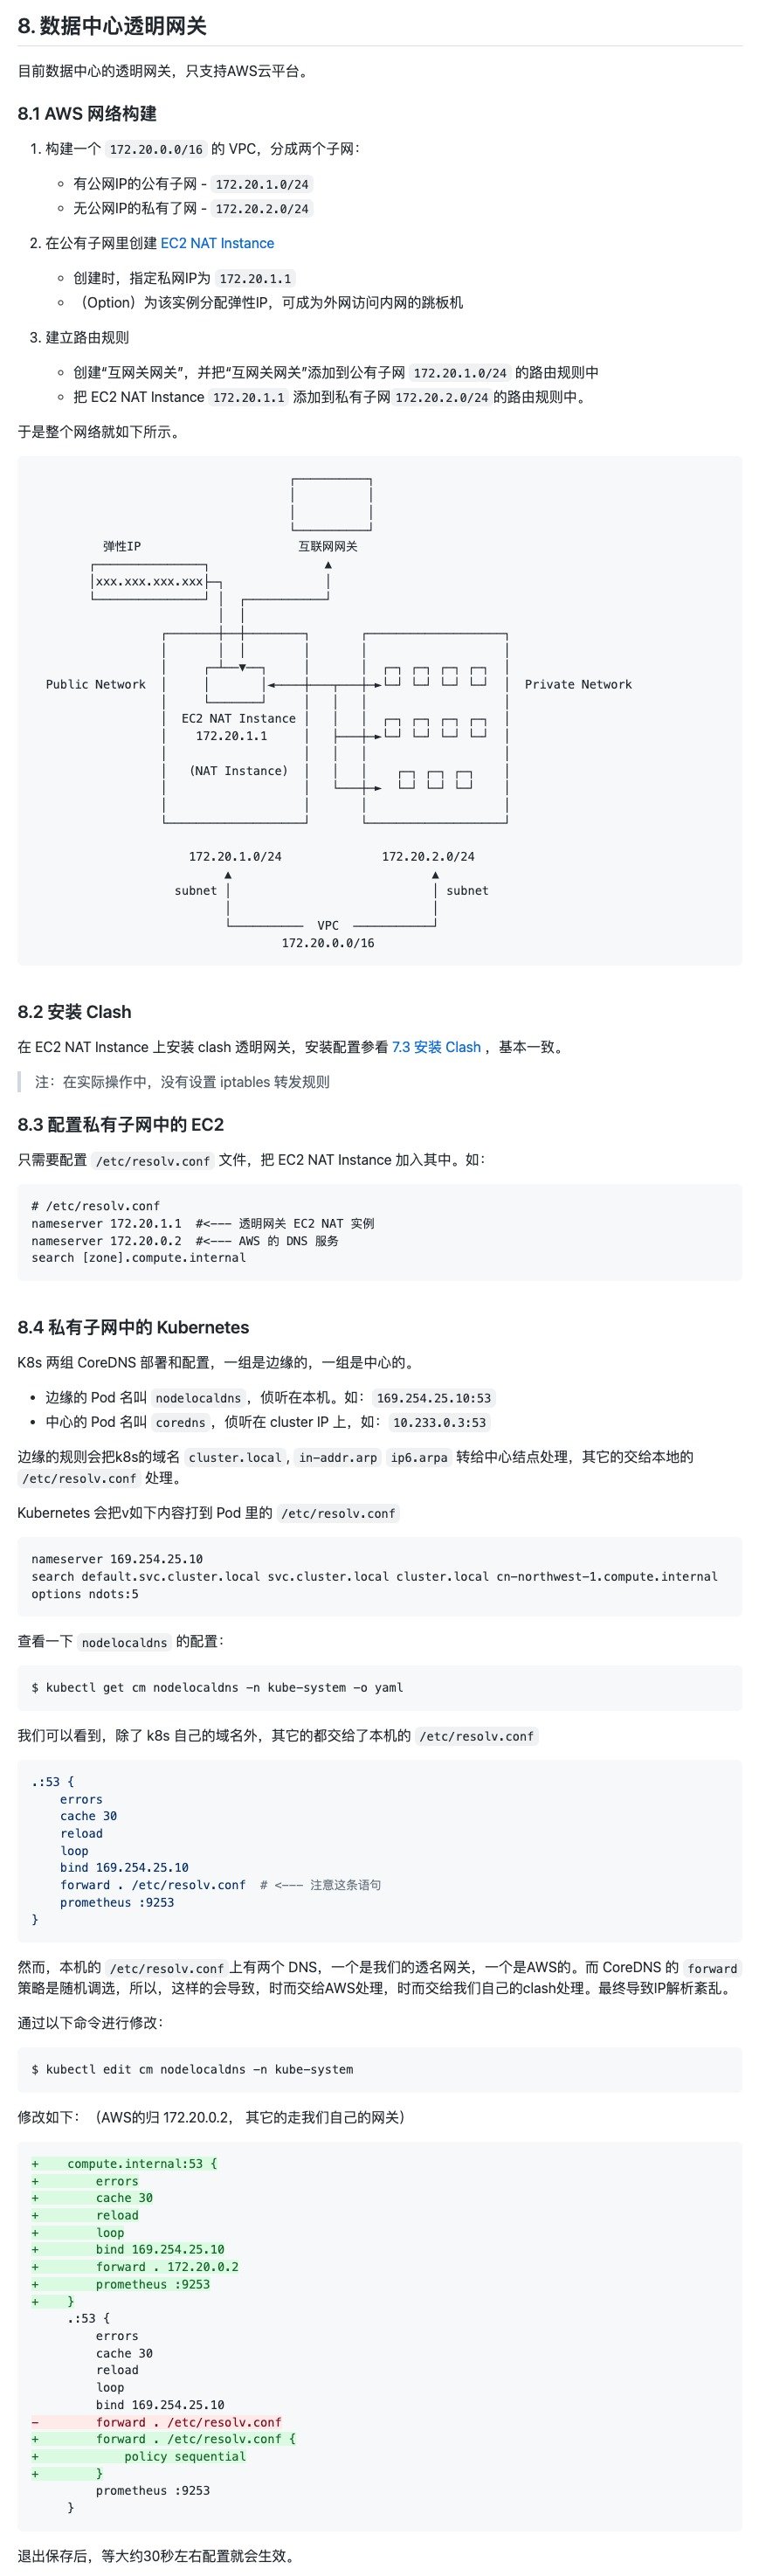 8. 数据中心透明网关
目前数据中心的透明网关，只支持AWS云平台。
8.1 AWS 网络构建
1. 构建一个 172.20.0.0/16 的 VPC，分成两个子网：
有公网IP的公有子网 - 172.20.1.0/24
无公网IP的私有了网 - 172.20.2.0/24
2. 在公有子网里创建 EC2 NAT Instance
创建时，指定私网IP为 172.20.1.1
（Option）为该实例分配弹性IP，可成为外网访问内网的跳板机
3. 建立路由规则
创建“互网关网关”，并把“互网关网关”添加到公有子网 172.20.1.0/24 的路由规则中
把 EC2 NAT Instance 172.20.1.1 添加到私有子网 172.20.2.0/24 的路由规则中。
于是整个网络就如下所示。
弹性IP 互联网网关
xxx.xxx.xxx.xxx
Public Network Private Network
EC2 NAT Instance
172.20.1.1
(NAT Instance)
172.20.1.0/24 172.20.2.0/24
subnet subnet
VPC
172.20.0.0/16
8.2 安装 Clash
在 EC2 NAT Instance 上安装 clash 透明网关，安装配置参看 7.3 安装 Clash ，基本一致。
注：在实际操作中，没有设置 iptables 转发规则
8.3 配置私有子网中的 EC2
只需要配置 /etc/resolv.conf 文件，把 EC2 NAT Instance 加入其中。如：
# /etc/resolv.conf
nameserver 172.20.1.1  #<--- 透明网关 EC2 NAT 实例
nameserver 172.20.0.2  #<--- AWS 的 DNS 服务
search [zone].compute.internal
8.4 私有子网中的 Kubernetes
K8s 两组 CoreDNS 部署和配置，一组是边缘的，一组是中心的。
边缘的 Pod 名叫 nodelocaldns，侦听在本机。如：169.254.25.10:53
中心的 Pod 名叫 coredns ，侦听在 cluster IP 上，如：10.233.0.3:53
边缘的规则会把k8s的域名 cluster.local, in-addr.arp ip6.arpa 转给中心结点处理，其它的交给本地的
/etc/resolv.conf 处理。
Kubernetes 会把v如下内容打到 Pod 里的 /etc/resolv.conf
nameserver 169.254.25.10
search default.svc.cluster.local svc.cluster.local cluster.local cn-northwest-1.compute.internal
options ndots:5
查看一下 nodelocaldns 的配置：
$ kubectl get cm nodelocaldns -n kube-system -o yaml
我们可以看到，除了 k8s 自己的域名外，其它的都交给了本机的 /etc/resolv.conf
.:53 {
errors
cache 30
reload
loop
bind 169.254.25.10
forward . /etc/resolv.conf  # <--- 注意这条语句
prometheus :9253
}
然而，本机的 /etc/resolv.conf 上有两个 DNS，一个是我们的透名网关，一个是AWS的。而 CoreDNS 的 forward
策略是随机调选，所以，这样的会导致，时而交给AWS处理，时而交给我们自己的clash处理。最终导致IP解析紊乱。
通过以下命令进行修改：
$ kubectl edit cm nodelocaldns -n kube-system
修改如下：（AWS的归 172.20.0.2， 其它的走我们自己的网关）
+    compute.internal:53 {
+        errors
+        cache 30
+        reload
+        loop
+        bind 169.254.25.10
+        forward . 172.20.0.2
+        prometheus :9253
+    }
.:53 {
errors
cache 30
reload
loop
bind 169.254.25.10
-        forward . /etc/resolv.conf
+        forward . /etc/resolv.conf {
+            policy sequential
+        }
prometheus :9253
}
退出保存后，等大约30秒左右配置就会生效。